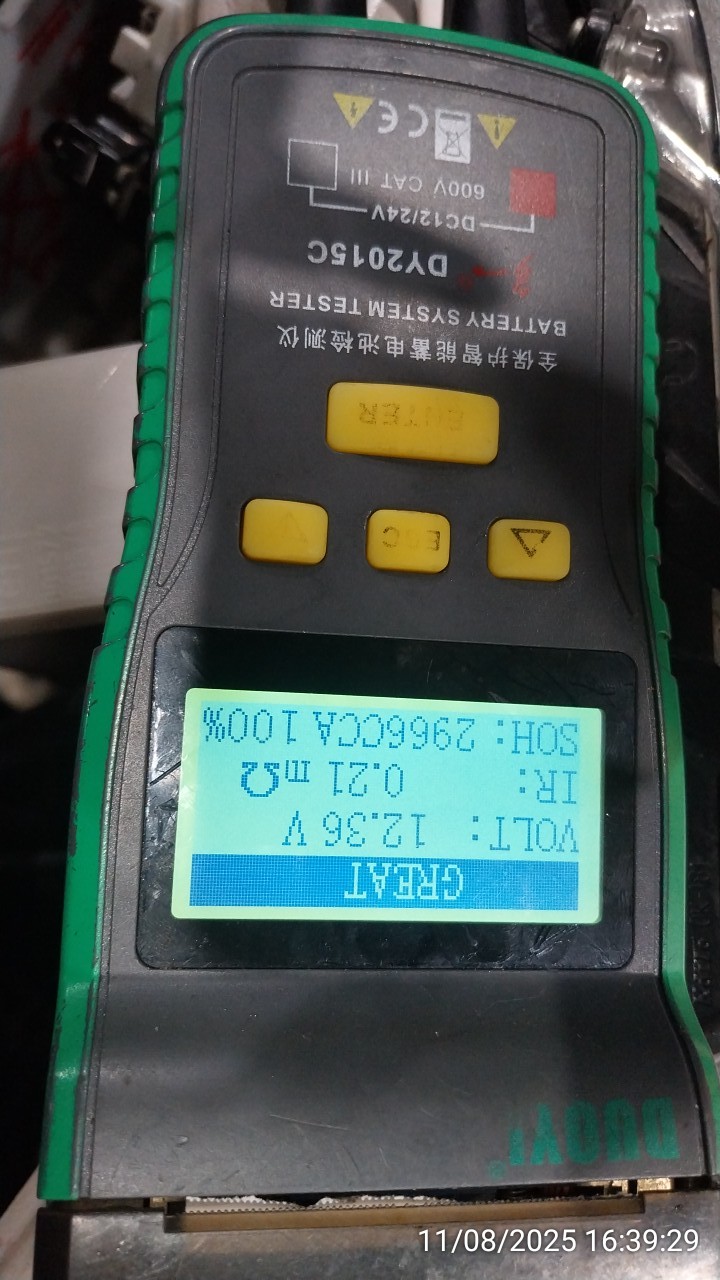 DUOYI
GREAT
VOLT: 12.36 V
IR: 0.21 mΩ
SOH: 2966CCA 100%
ESC
ENTER
全保护智能蓄电池检测仪
BATTERY SYSTEM TESTER
DY2015C
DC12/24V
600V CAT III
CE
11/08/2025 16:39:29